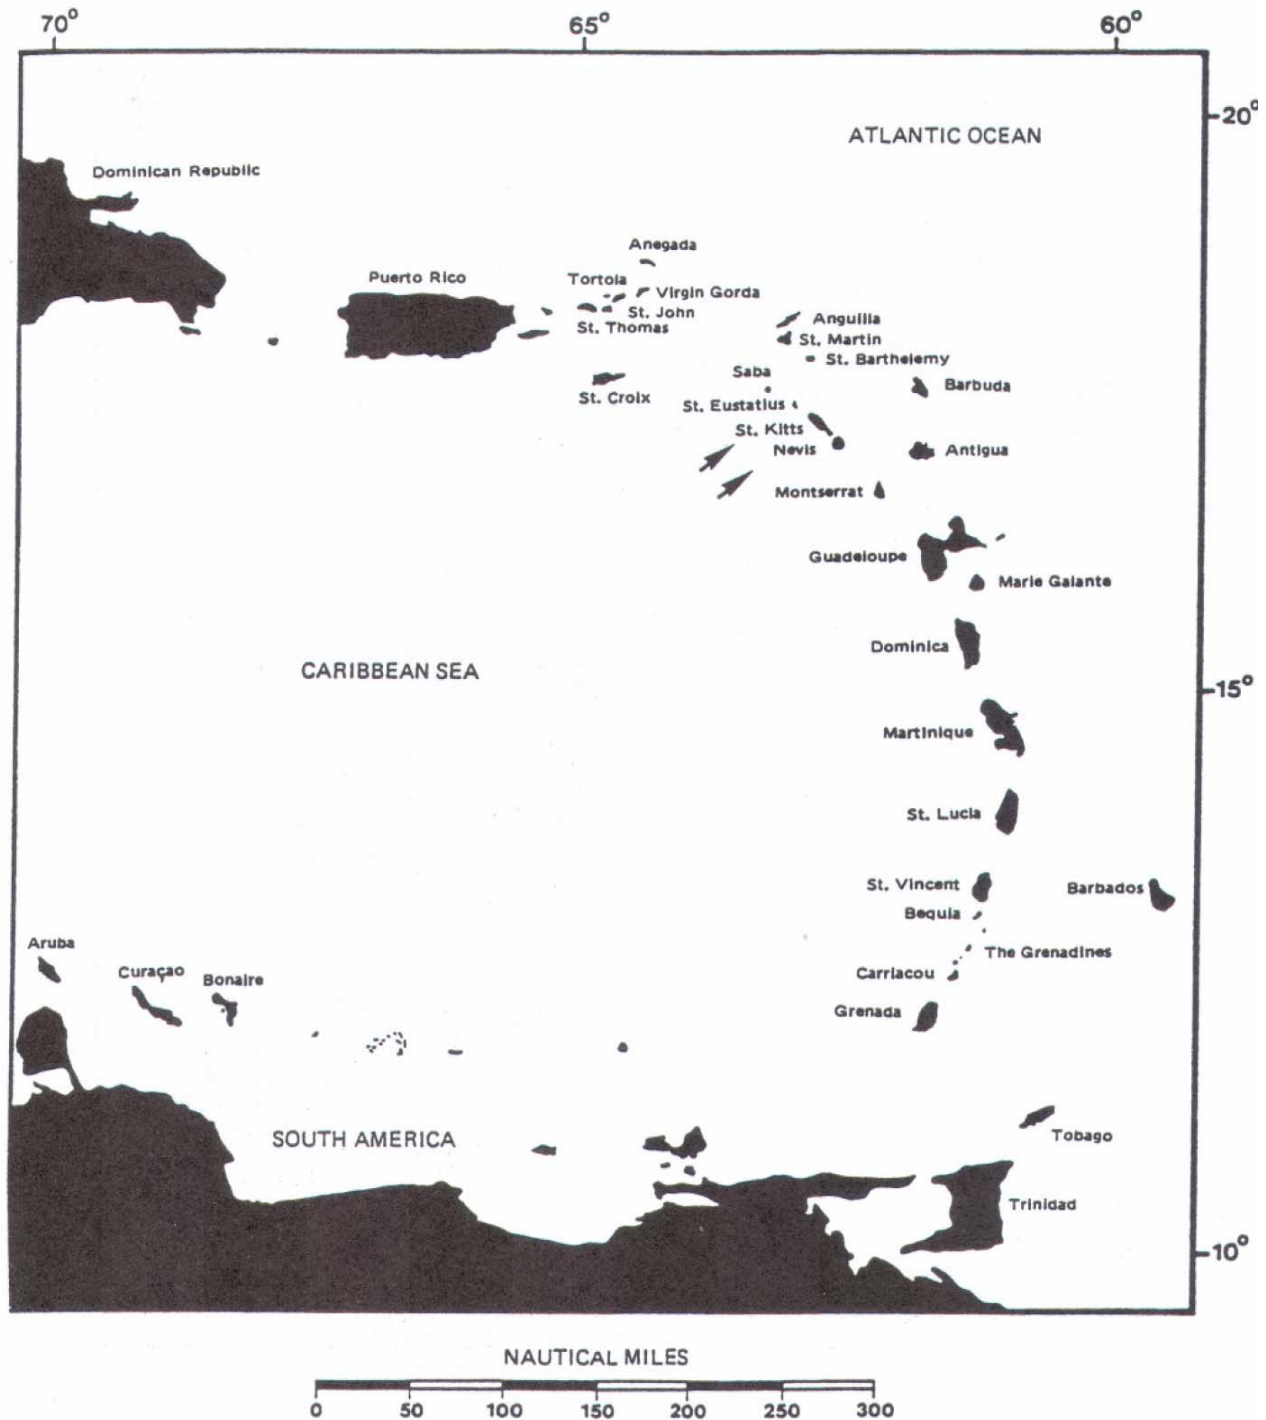 70° 65° 60°
20°
ATLANTIC OCEAN
Dominican Republic
Anegada
Puerto Rico
Tortola
Virgin Gorda
St. John
St. Thomas
Anguilla
St. Martin
St. Barthelemy
Saba
Barbuda
St. Croix
St. Eustatius
St. Kitts
Nevis
Antigua
Montserrat
Guadeloupe
Marie Galante
Dominica
CARIBBEAN SEA
15°
Martinique
St. Lucia
St. Vincent
Barbados
Bequia
Aruba
The Grenadines
Curaçao
Bonaire
Carriacou
Grenada
SOUTH AMERICA
Tobago
Trinidad
10°
NAUTICAL MILES
0 50 100 150 200 250 300